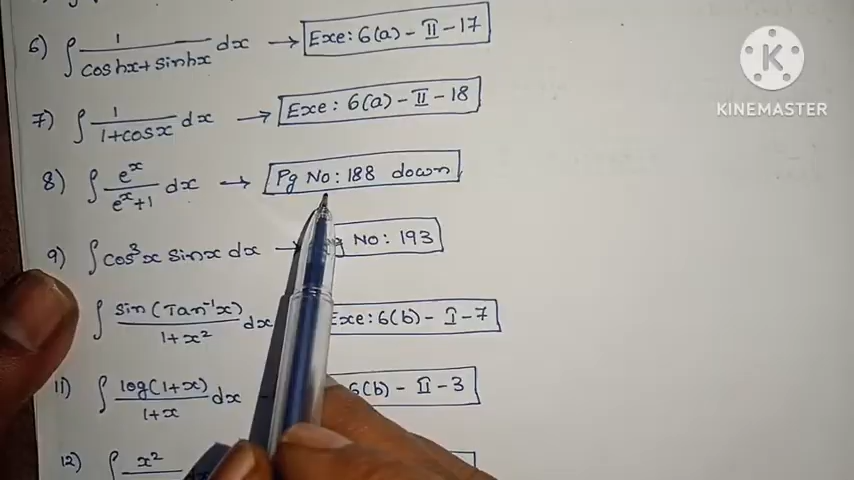 6) ∫ 1/(coshx+sinhx) dx → Exe: 6(a) - II - 17
KINEMASTER
7) ∫ 1/(1+cosx) dx → Exe: 6(a) - II - 18
8) ∫ eˣ/(eˣ+1) dx → Pg No: 188 down
9) ∫ cos³x sinx dx → No: 193
∫ sin(Tan⁻¹x)/(1+x²) dx Exe: 6(b) - I - 7
11) ∫ log(1+x)/(1+x) dx 6(b) - II - 3
12) ∫ x²